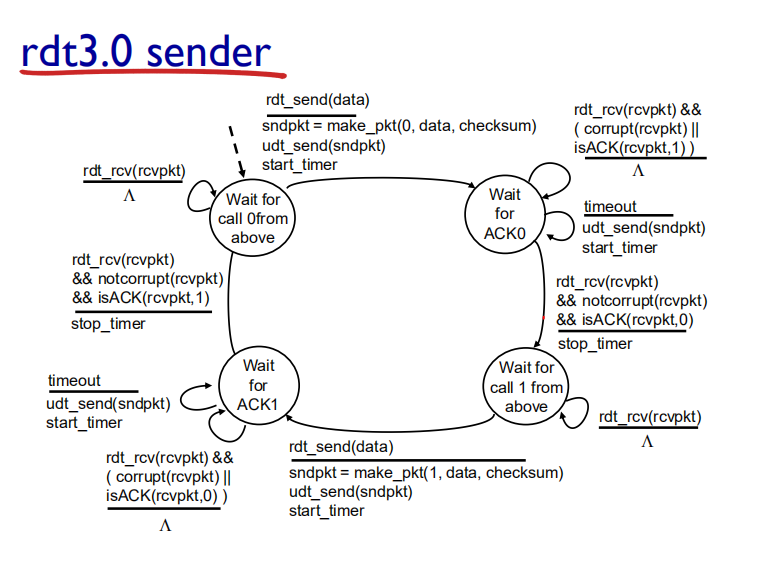 rdt3.0 sender
rdt_send(data)
sndpkt = make_pkt(0, data, checksum)
udt_send(sndpkt)
start_timer
rdt_rcv(rcvpkt) &&
( corrupt(rcvpkt) ||
isACK(rcvpkt,1) )
Λ
rdt_rcv(rcvpkt)
Λ
Wait for
call 0from
above
Wait
for
ACK0
timeout
udt_send(sndpkt)
start_timer
rdt_rcv(rcvpkt)
&& notcorrupt(rcvpkt)
&& isACK(rcvpkt,1)
stop_timer
rdt_rcv(rcvpkt)
&& notcorrupt(rcvpkt)
&& isACK(rcvpkt,0)
stop_timer
Wait
for
ACK1
Wait for
call 1 from
above
timeout
udt_send(sndpkt)
start_timer
rdt_rcv(rcvpkt)
Λ
rdt_rcv(rcvpkt) &&
( corrupt(rcvpkt) ||
isACK(rcvpkt,0) )
Λ
rdt_send(data)
sndpkt = make_pkt(1, data, checksum)
udt_send(sndpkt)
start_timer